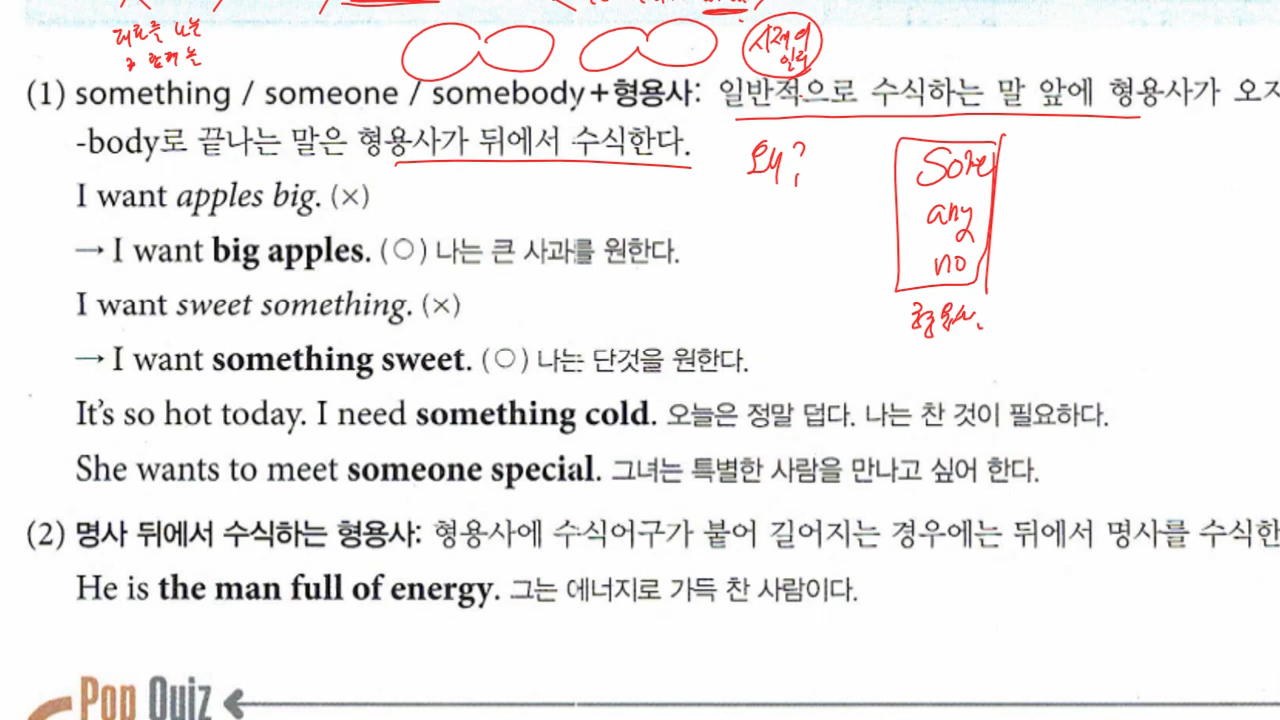 (1) something / someone / somebody+형용사: 일반적으로 수식하는 말 앞에 형용사가 오지
-body로 끝나는 말은 형용사가 뒤에서 수식한다.
왜?
Some
any
no
형용사.
I want apples big. (×)
→ I want big apples. (○) 나는 큰 사과를 원한다.
I want sweet something. (×)
→ I want something sweet. (○) 나는 단것을 원한다.
It's so hot today. I need something cold. 오늘은 정말 덥다. 나는 찬 것이 필요하다.
She wants to meet someone special. 그녀는 특별한 사람을 만나고 싶어 한다.
(2) 명사 뒤에서 수식하는 형용사: 형용사에 수식어구가 붙어 길어지는 경우에는 뒤에서 명사를 수식한
He is the man full of energy. 그는 에너지로 가득 찬 사람이다.
Pop Quiz